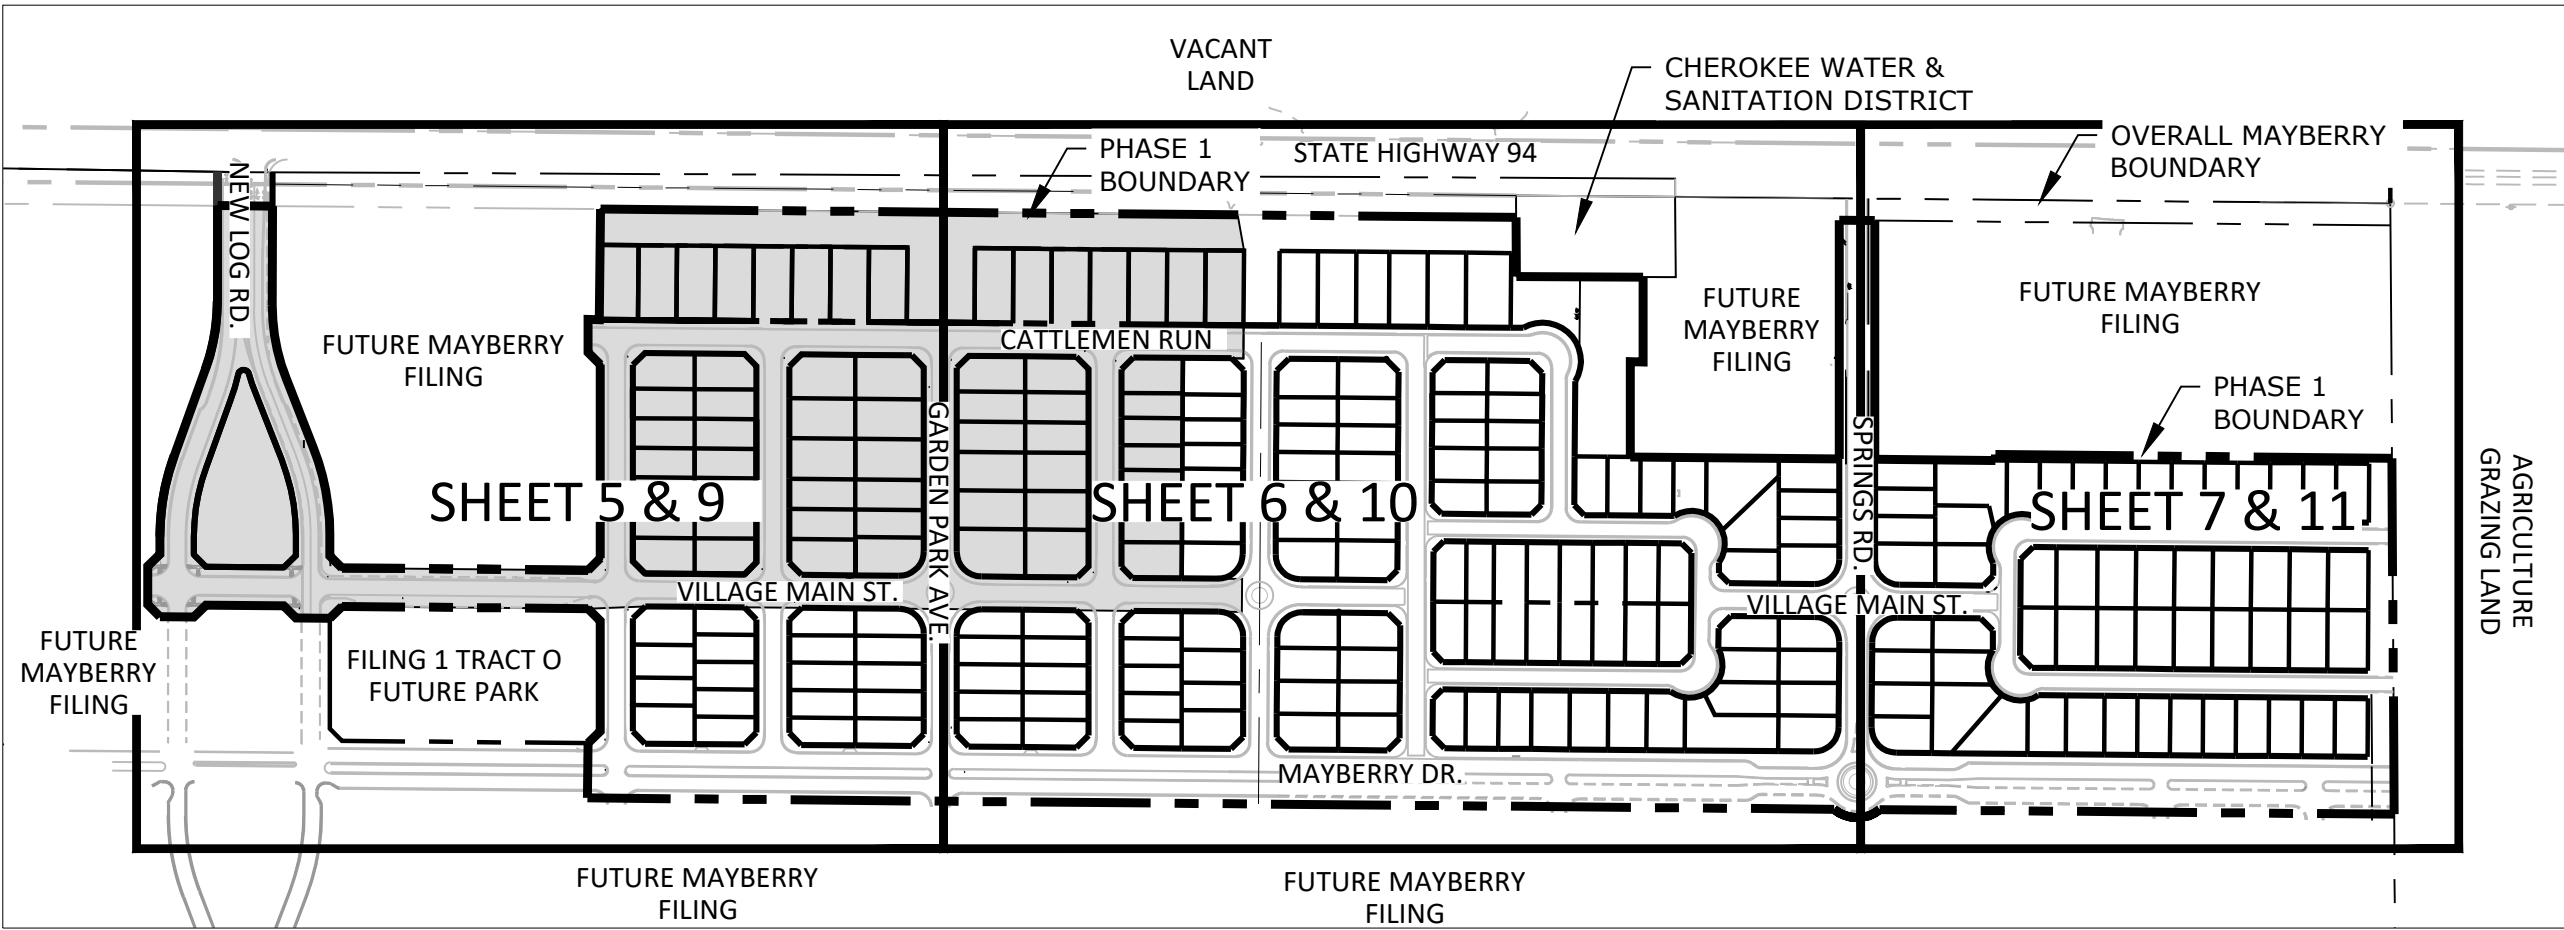 VACANT
LAND
CHEROKEE WATER &
SANITATION DISTRICT
PHASE 1
BOUNDARY
STATE HIGHWAY 94
OVERALL MAYBERRY
BOUNDARY
NEW LOG RD.
FUTURE MAYBERRY
FILING
CATTLEMEN RUN
FUTURE
MAYBERRY
FILING
FUTURE MAYBERRY
FILING
PHASE 1
BOUNDARY
GARDEN PARK AVE.
SPRINGS RD.
SHEET 5 & 9
SHEET 6 & 10
SHEET 7 & 11
AGRICULTURE
GRAZING LAND
VILLAGE MAIN ST.
VILLAGE MAIN ST.
FUTURE
MAYBERRY
FILING
FILING 1 TRACT O
FUTURE PARK
MAYBERRY DR.
FUTURE MAYBERRY
FILING
FUTURE MAYBERRY
FILING